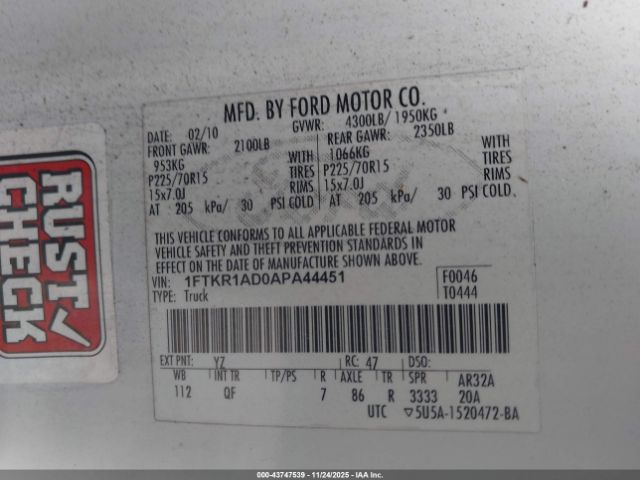 RUST
CHECK
MFD. BY FORD MOTOR CO.
DATE: 02/10 GVWR: 4300LB/ 1950KG
FRONT GAWR: 2100LB REAR GAWR: 2350LB
953KG WITH 1066KG WITH
P225/70R15 TIRES P225/70R15 TIRES
15x7.0J RIMS 15x7.0J RIMS
AT 205 kPa/ 30 PSI COLD AT 205 kPa/ 30 PSI COLD.
THIS VEHICLE CONFORMS TO ALL APPLICABLE FEDERAL MOTOR
VEHICLE SAFETY AND THEFT PREVENTION STANDARDS IN
EFFECT ON THE DATE OF MANUFACTURE SHOWN ABOVE.
VIN: 1FTKR1AD0APA44451 F0046
TYPE: Truck T0444
EXT PNT: YZ RC: 47 DSO:
WB INT TR TP/PS R AXLE TR SPR AR32A
112 QF 7 86 R 3333 20A
UTC ▽5U5A-1520472-BA
000-43747539 - 11/24/2025 - IAAI.COM